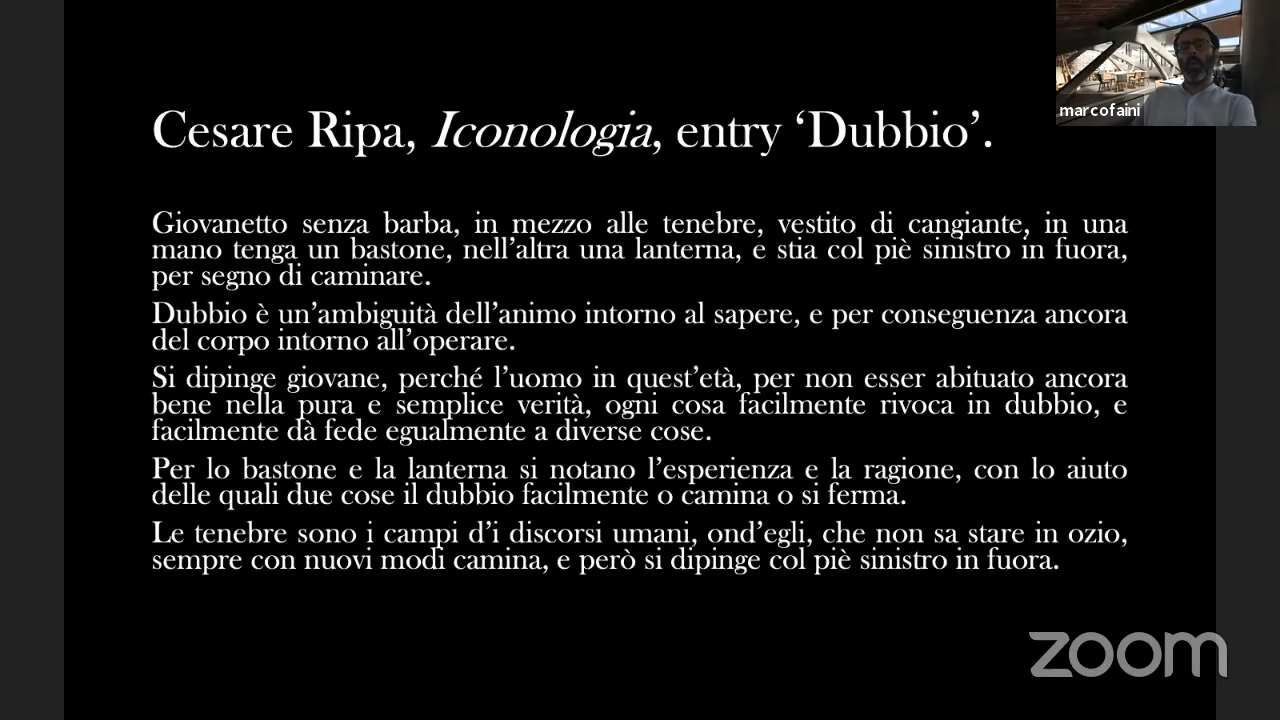 marcofaini
Cesare Ripa, Iconologia, entry ‘Dubbio’.
Giovanetto senza barba, in mezzo alle tenebre, vestito di cangiante, in una
mano tenga un bastone, nell’altra una lanterna, e stia col piè sinistro in fuora,
per segno di caminare.
Dubbio è un’ambiguità dell’animo intorno al sapere, e per conseguenza ancora
del corpo intorno all’operare.
Si dipinge giovane, perché l’uomo in quest’età, per non esser abituato ancora
bene nella pura e semplice verità, ogni cosa facilmente rivoca in dubbio, e
facilmente dà fede egualmente a diverse cose.
Per lo bastone e la lanterna si notano l’esperienza e la ragione, con lo aiuto
delle quali due cose il dubbio facilmente o camina o si ferma.
Le tenebre sono i campi d’i discorsi umani, ond’egli, che non sa stare in ozio,
sempre con nuovi modi camina, e però si dipinge col piè sinistro in fuora.
zoom